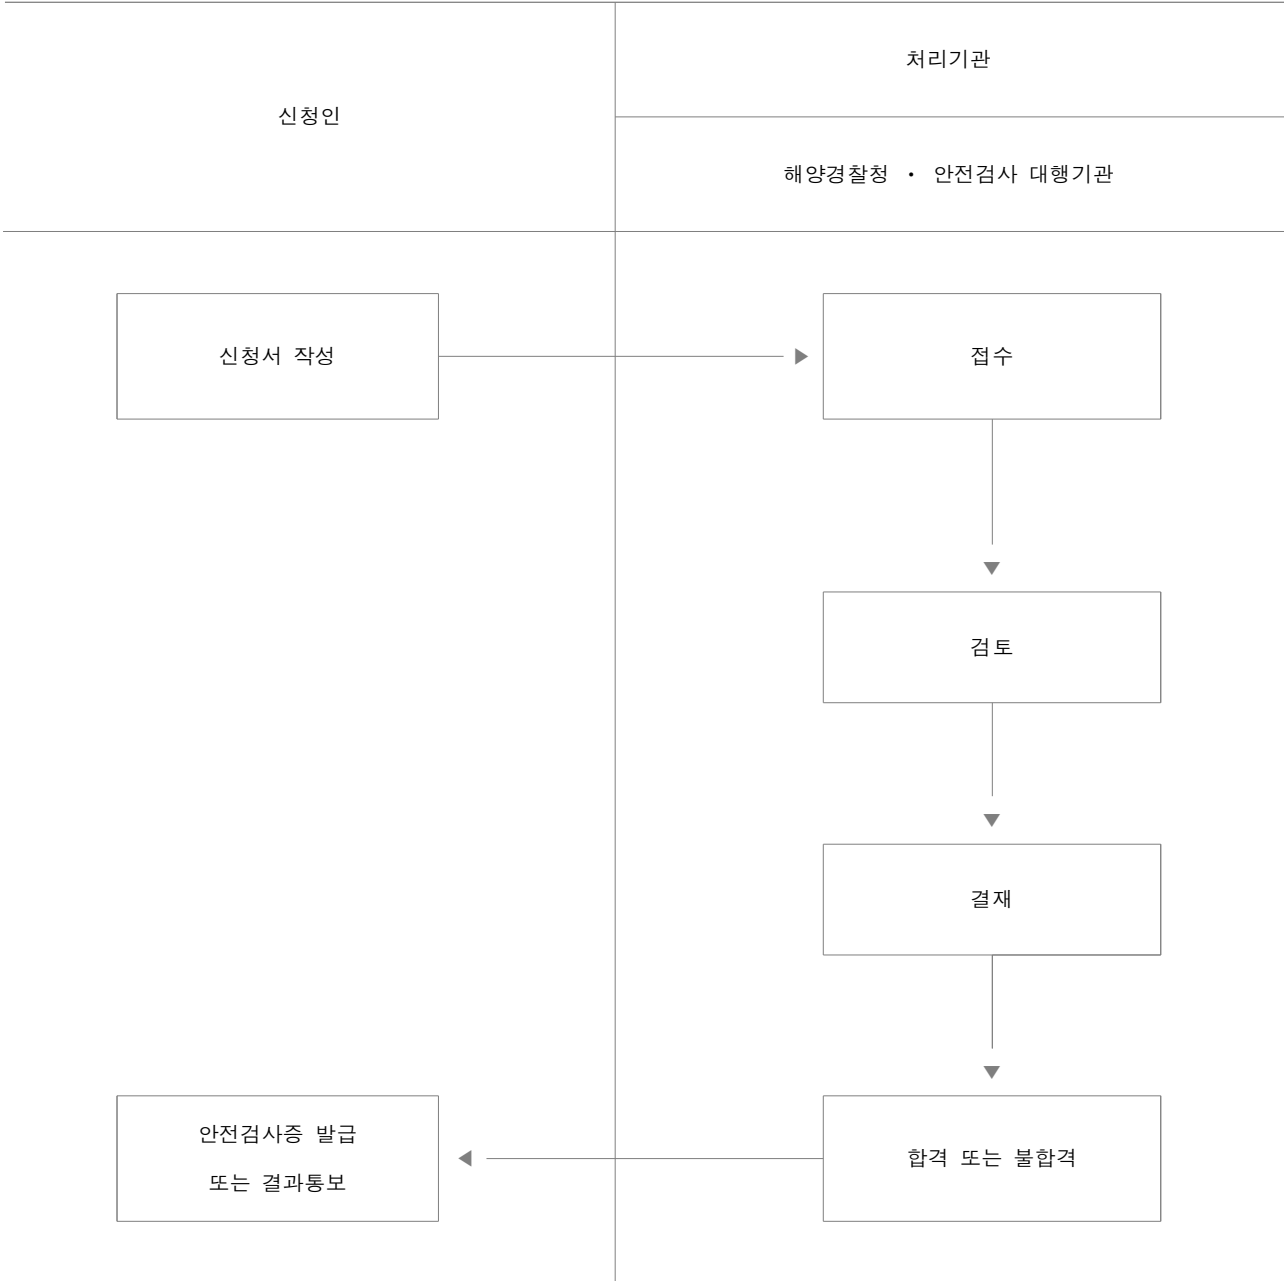 신청인
처리기관
해양경찰청 · 안전검사 대행기관
신청서 작성
접수
검토
결재
합격 또는 불합격
안전검사증 발급
또는 결과통보